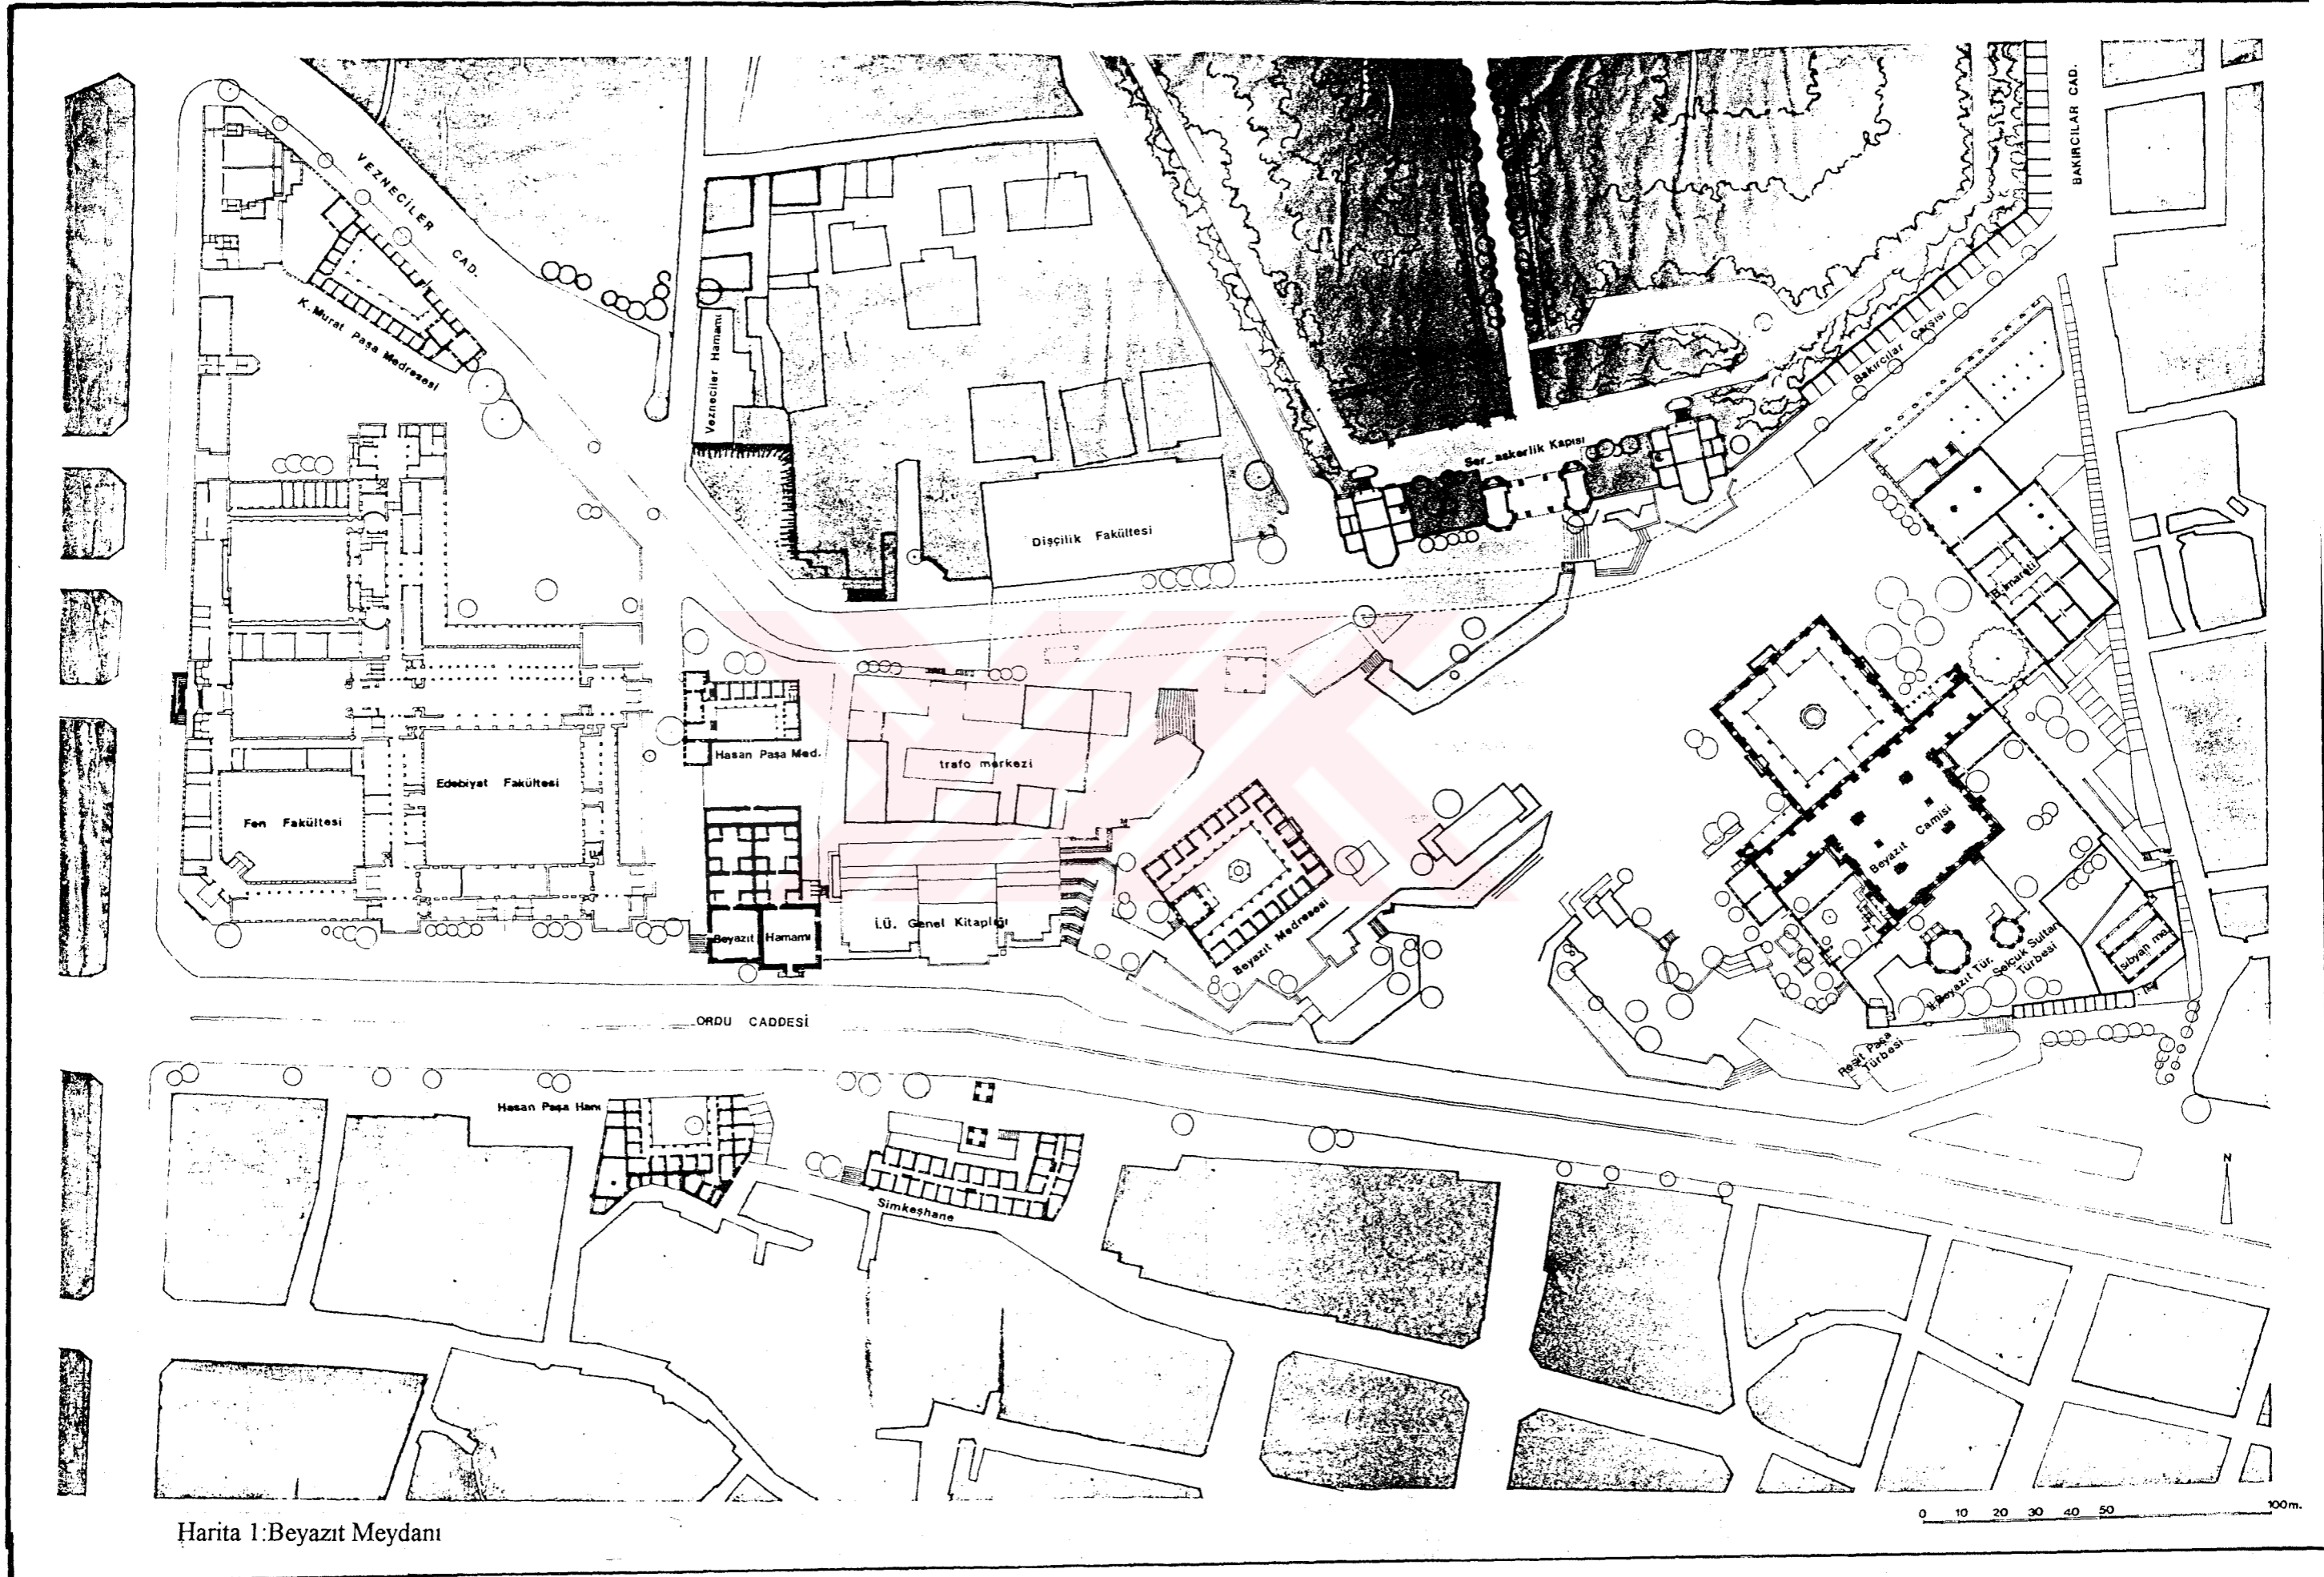 BAKIRCILAR CAD.
VEZNECİLER CAD.
K. Murat Paşa Medresesi
Vezneciler Hamamı
Bakırcılar Çarşısı
Ser_askerlik Kapısı
Dişçilik Fakültesi
B. imareti
Hasan Paşa Med.
trafo merkezi
Edebiyat Fakültesi
Fen Fakültesi
Beyazıt Camisi
İ.Ü. Genel Kitaplığı
Beyazıt Hamamı
Beyazıt Medresesi
Selçuk Sultan
Türbesi
II.Beyazıt Tür.
sıbyan me.
ORDU CADDESİ
Reşit Paşa
Türbesi
Hasan Paşa Hanı
Simkeşhane
N
0 10 20 30 40 50 100m.
Harita 1:Beyazıt Meydanı